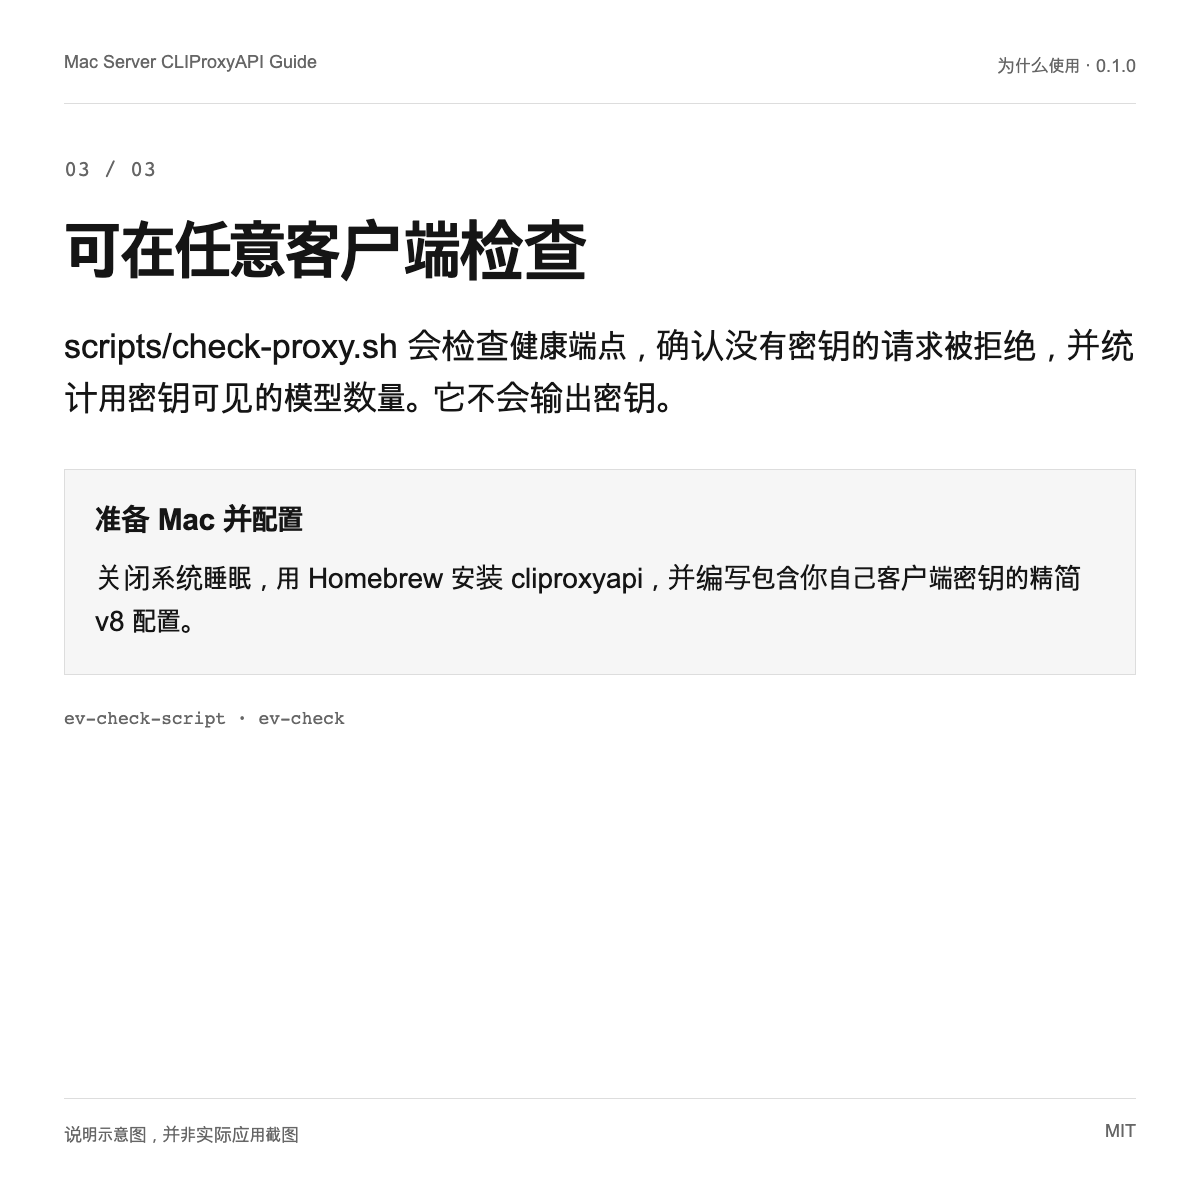 Mac Server CLIProxyAPI Guide
为什么使用 · 0.1.0
03 / 03
可在任意客户端检查
scripts/check-proxy.sh 会检查健康端点，确认没有密钥的请求被拒绝，并统
计用密钥可见的模型数量。它不会输出密钥。
准备 Mac 并配置
关闭系统睡眠，用 Homebrew 安装 cliproxyapi，并编写包含你自己客户端密钥的精简
v8 配置。
ev-check-script · ev-check
说明示意图，并非实际应用截图
MIT